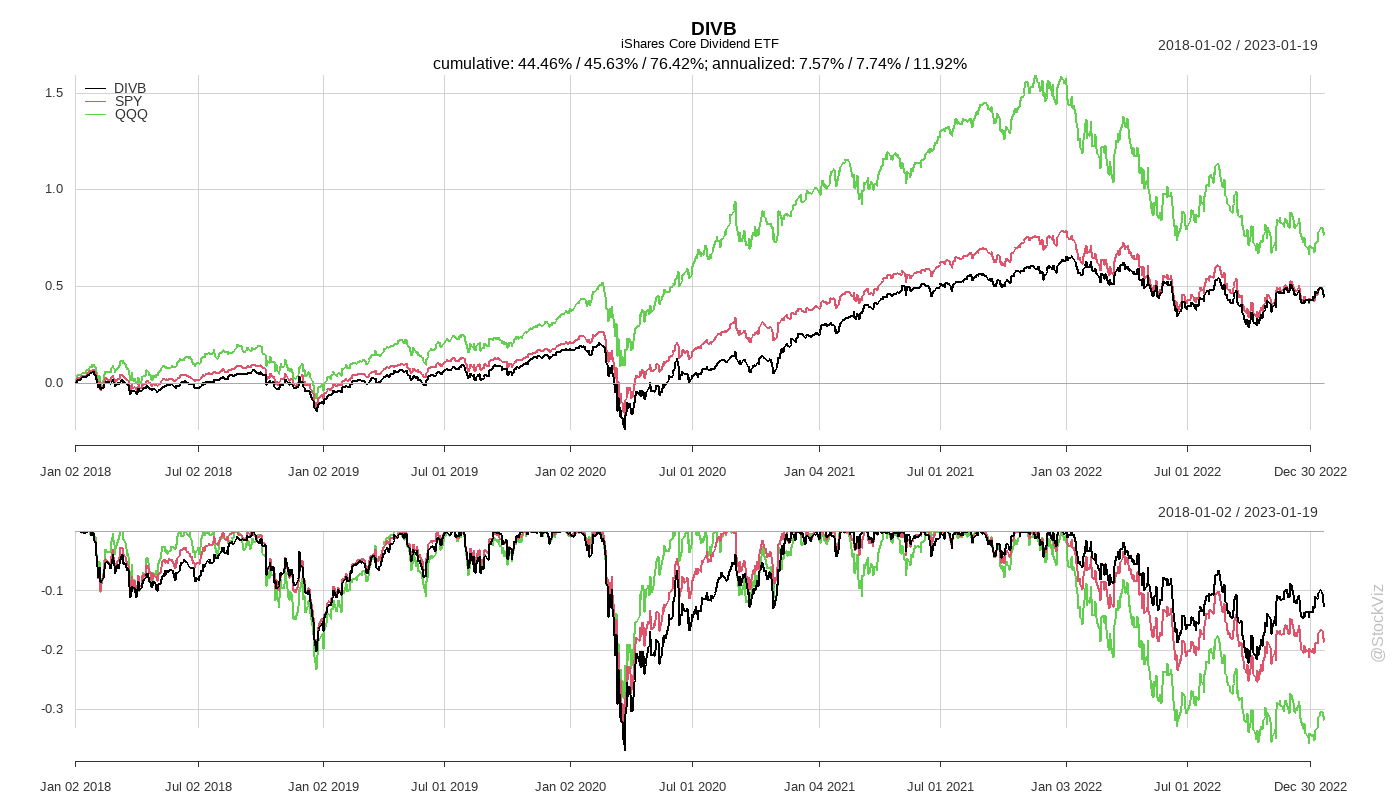 DIVB
iShares Core Dividend ETF
2018-01-02 / 2023-01-19
cumulative: 44.46% / 45.63% / 76.42%; annualized: 7.57% / 7.74% / 11.92%
DIVB
SPY
QQQ
1.5
1.0
0.5
0.0
Jan 02 2018 Jul 02 2018 Jan 02 2019 Jul 01 2019 Jan 02 2020 Jul 01 2020 Jan 04 2021 Jul 01 2021 Jan 03 2022 Jul 01 2022 Dec 30 2022
2018-01-02 / 2023-01-19
-0.1
-0.2
-0.3
Jan 02 2018 Jul 02 2018 Jan 02 2019 Jul 01 2019 Jan 02 2020 Jul 01 2020 Jan 04 2021 Jul 01 2021 Jan 03 2022 Jul 01 2022 Dec 30 2022
@StockViz